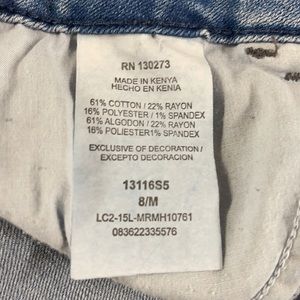 RN 130273
MADE IN KENYA
HECHO EN KENIA
61% COTTON / 22% RAYON
16% POLYESTER / 1% SPANDEX
61% ALGODON / 22% RAYON
16% POLIESTER1% SPANDEX
EXCLUSIVE OF DECORATION /
EXCEPTO DECORACION
13116S5
8/M
LC2-15L-MRMH10761
083622335576